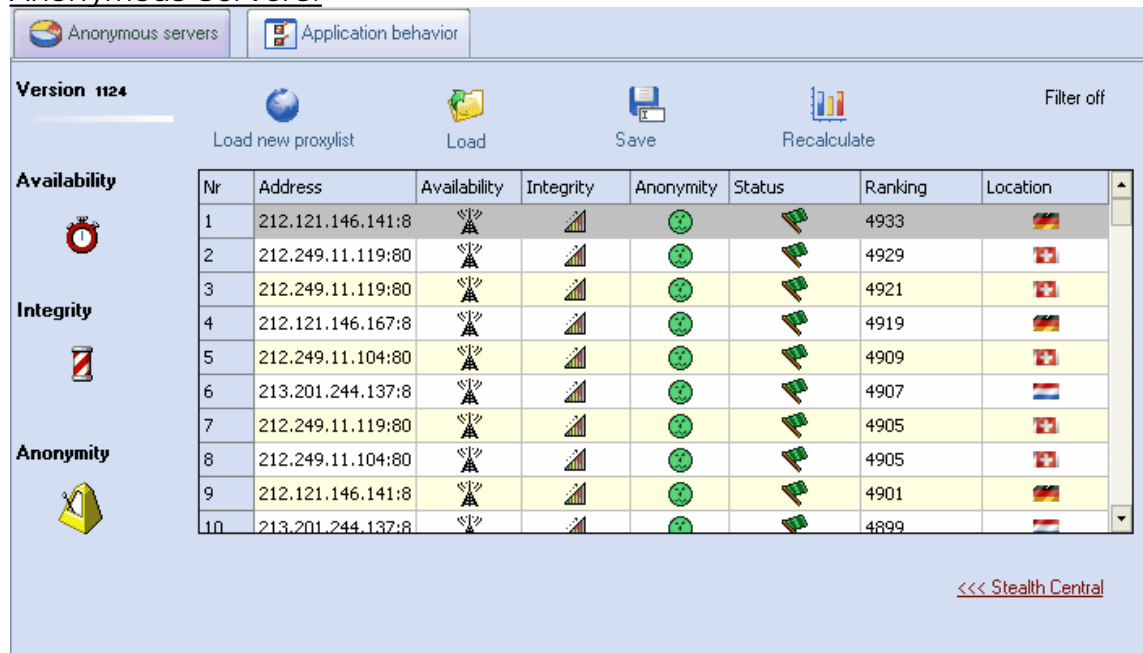 Anonymous servers Application behavior
Version 1124
Filter off
Load new proxylist Load Save Recalculate
Availability
Nr Address Availability Integrity Anonymity Status Ranking Location
1 212.121.146.141:8 4933
2 212.249.11.119:80 4929
3 212.249.11.119:80 4921
Integrity
4 212.121.146.167:8 4919
5 212.249.11.104:80 4909
6 213.201.244.137:8 4907
7 212.249.11.119:80 4905
Anonymity
8 212.249.11.104:80 4905
9 212.121.146.141:8 4901
10 213.201.244.137:8 4899
<<< Stealth Central